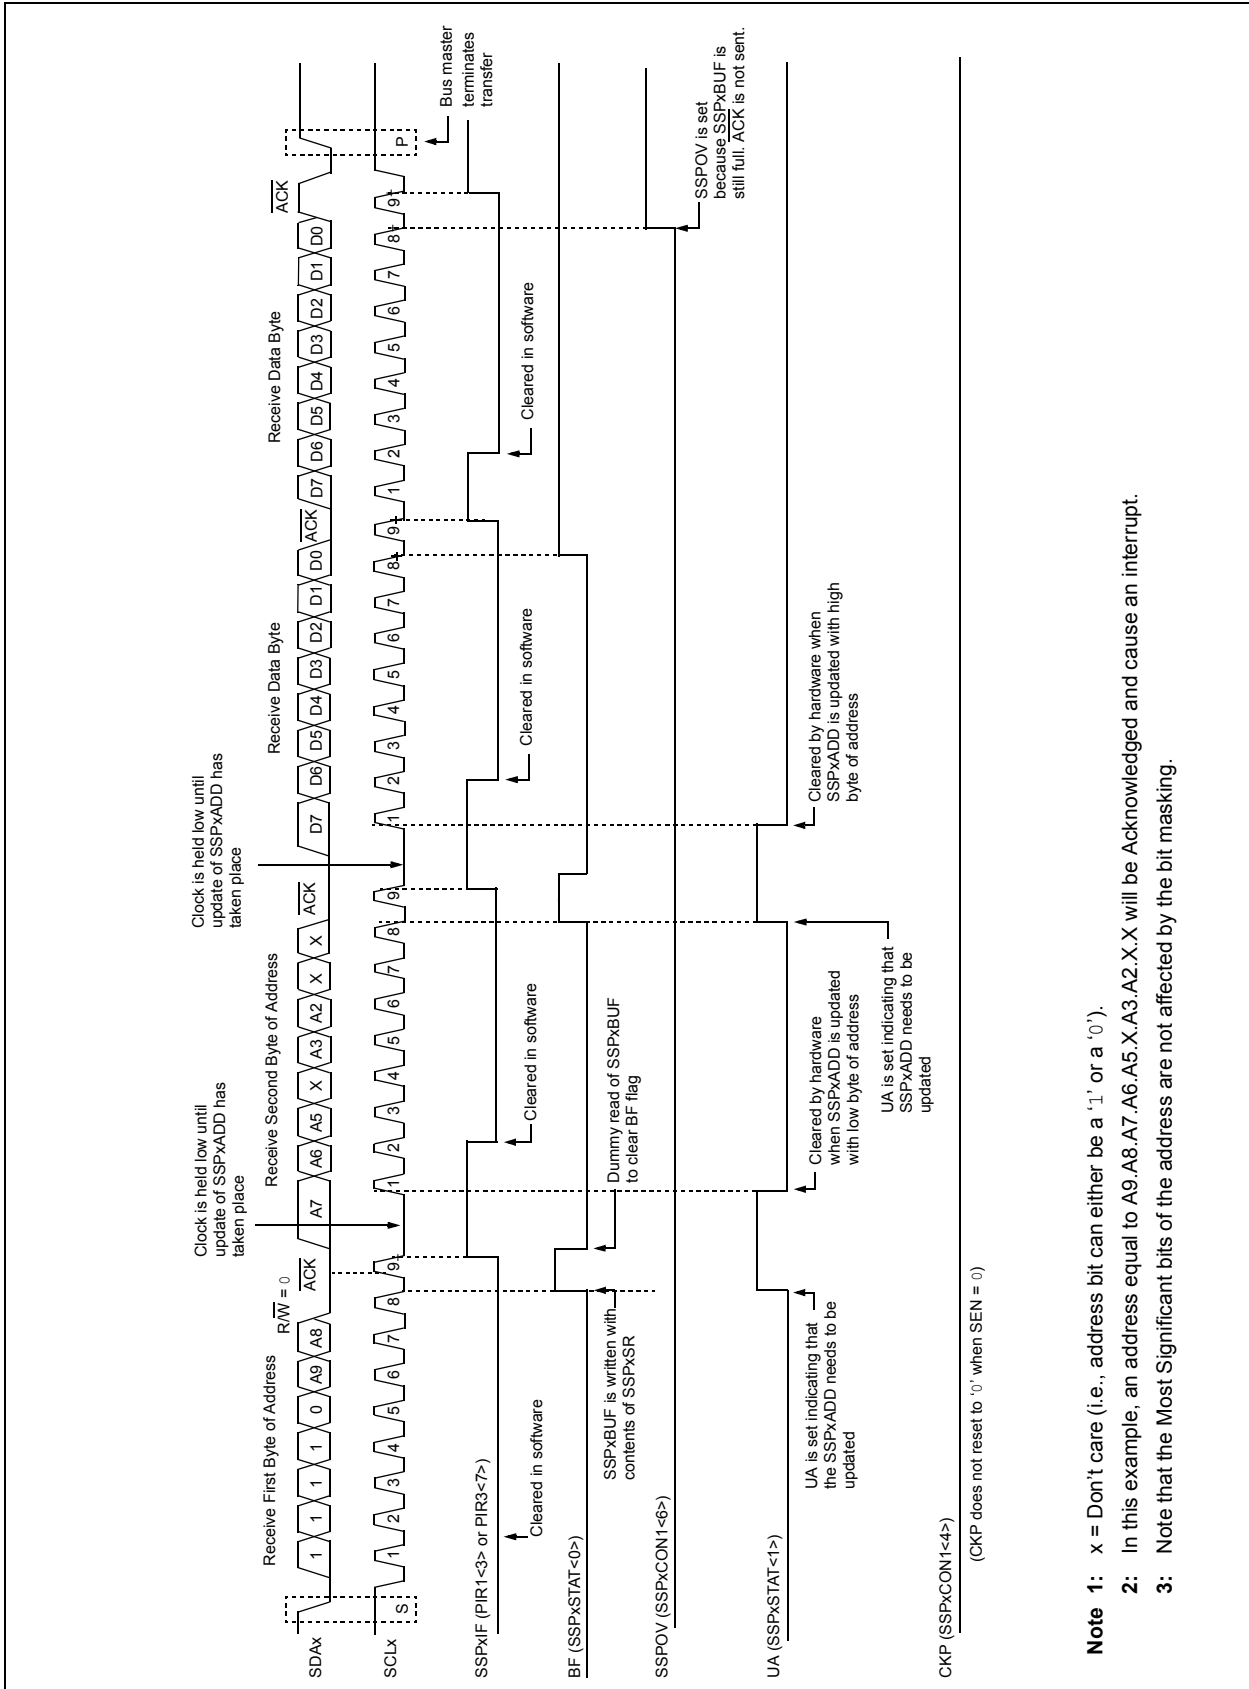 Receive First Byte of Address
R/W = 0
ACK
Clock is held low until
update of SSPxADD has
taken place
Receive Second Byte of Address
ACK
Clock is held low until
update of SSPxADD has
taken place
Receive Data Byte
ACK
Receive Data Byte
ACK
SDAx
1 1 1 1 0 A9 A8
A7 A6 A5 X A3 A2 X X
D7 D6 D5 D4 D3 D2 D1 D0
D7 D6 D5 D4 D3 D2 D1 D0
SCLx
S
1 2 3 4 5 6 7 8 9
1 2 3 4 5 6 7 8 9
1 2 3 4 5 6 7 8 9
1 2 3 4 5 6 7 8 9
P
Bus master
terminates
transfer
SSPxIF (PIR1<3> or PIR3<7>)
Cleared in software
Cleared in software
Cleared in software
Cleared in software
BF (SSPxSTAT<0>)
SSPxBUF is written with
contents of SSPxSR
Dummy read of SSPxBUF
to clear BF flag
SSPOV (SSPxCON1<6>)
SSPOV is set
because SSPxBUF is
still full. ACK is not sent.
UA (SSPxSTAT<1>)
UA is set indicating that
the SSPxADD needs to be
updated
Cleared by hardware
when SSPxADD is updated
with low byte of address
UA is set indicating that
SSPxADD needs to be
updated
Cleared by hardware when
SSPxADD is updated with high
byte of address
CKP (SSPxCON1<4>)
(CKP does not reset to ‘0’ when SEN = 0)
Note 1: x = Don't care (i.e., address bit can either be a ‘1’ or a ‘0’).
2: In this example, an address equal to A9.A8.A7.A6.A5.X.A3.A2.X.X will be Acknowledged and cause an interrupt.
3: Note that the Most Significant bits of the address are not affected by the bit masking.